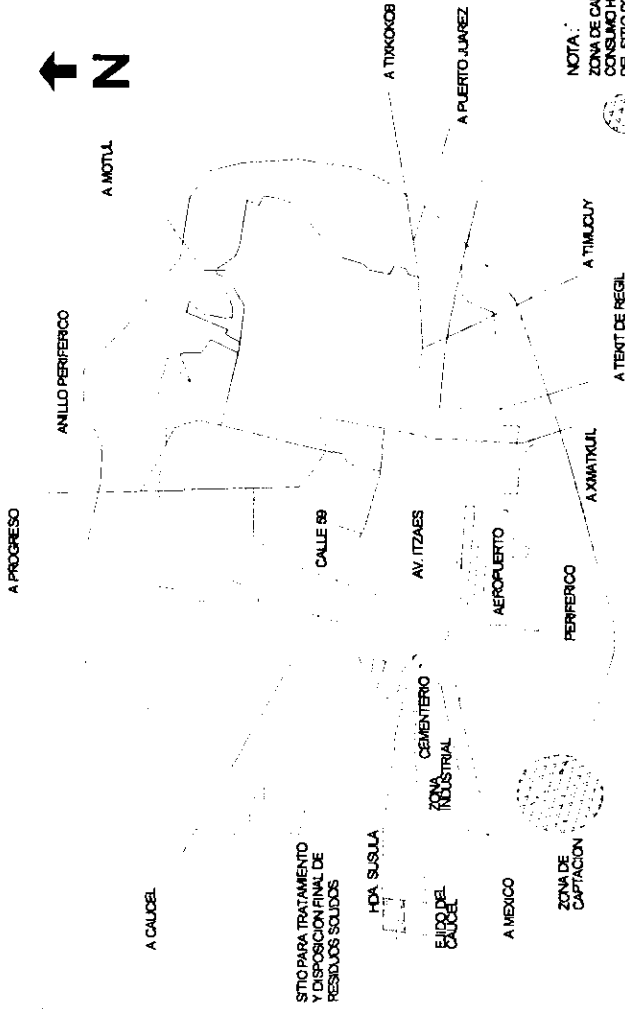 A PROGRESO
ANILLO PERIFERICO
A MOTUL
N
A CAUCEL
CALLE 59
A TIXKOKOB
SITIO PARA TRATAMIENTO
Y DISPOSICION FINAL DE
RESIDUOS SOLIDOS
AV. ITZAES
A PUERTO JUAREZ
HDA. SUSULA
CEMENTERIO
ZONA
INDUSTRIAL
AEROPUERTO
EJIDO DEL
CAUCEL
A MEXICO
PERIFERICO
A XMATKUIL
A TEKIT DE REGIL
A TIMUCUY
ZONA DE
CAPTACION
NOTA:
ZONA DE CA
CONSUMO H